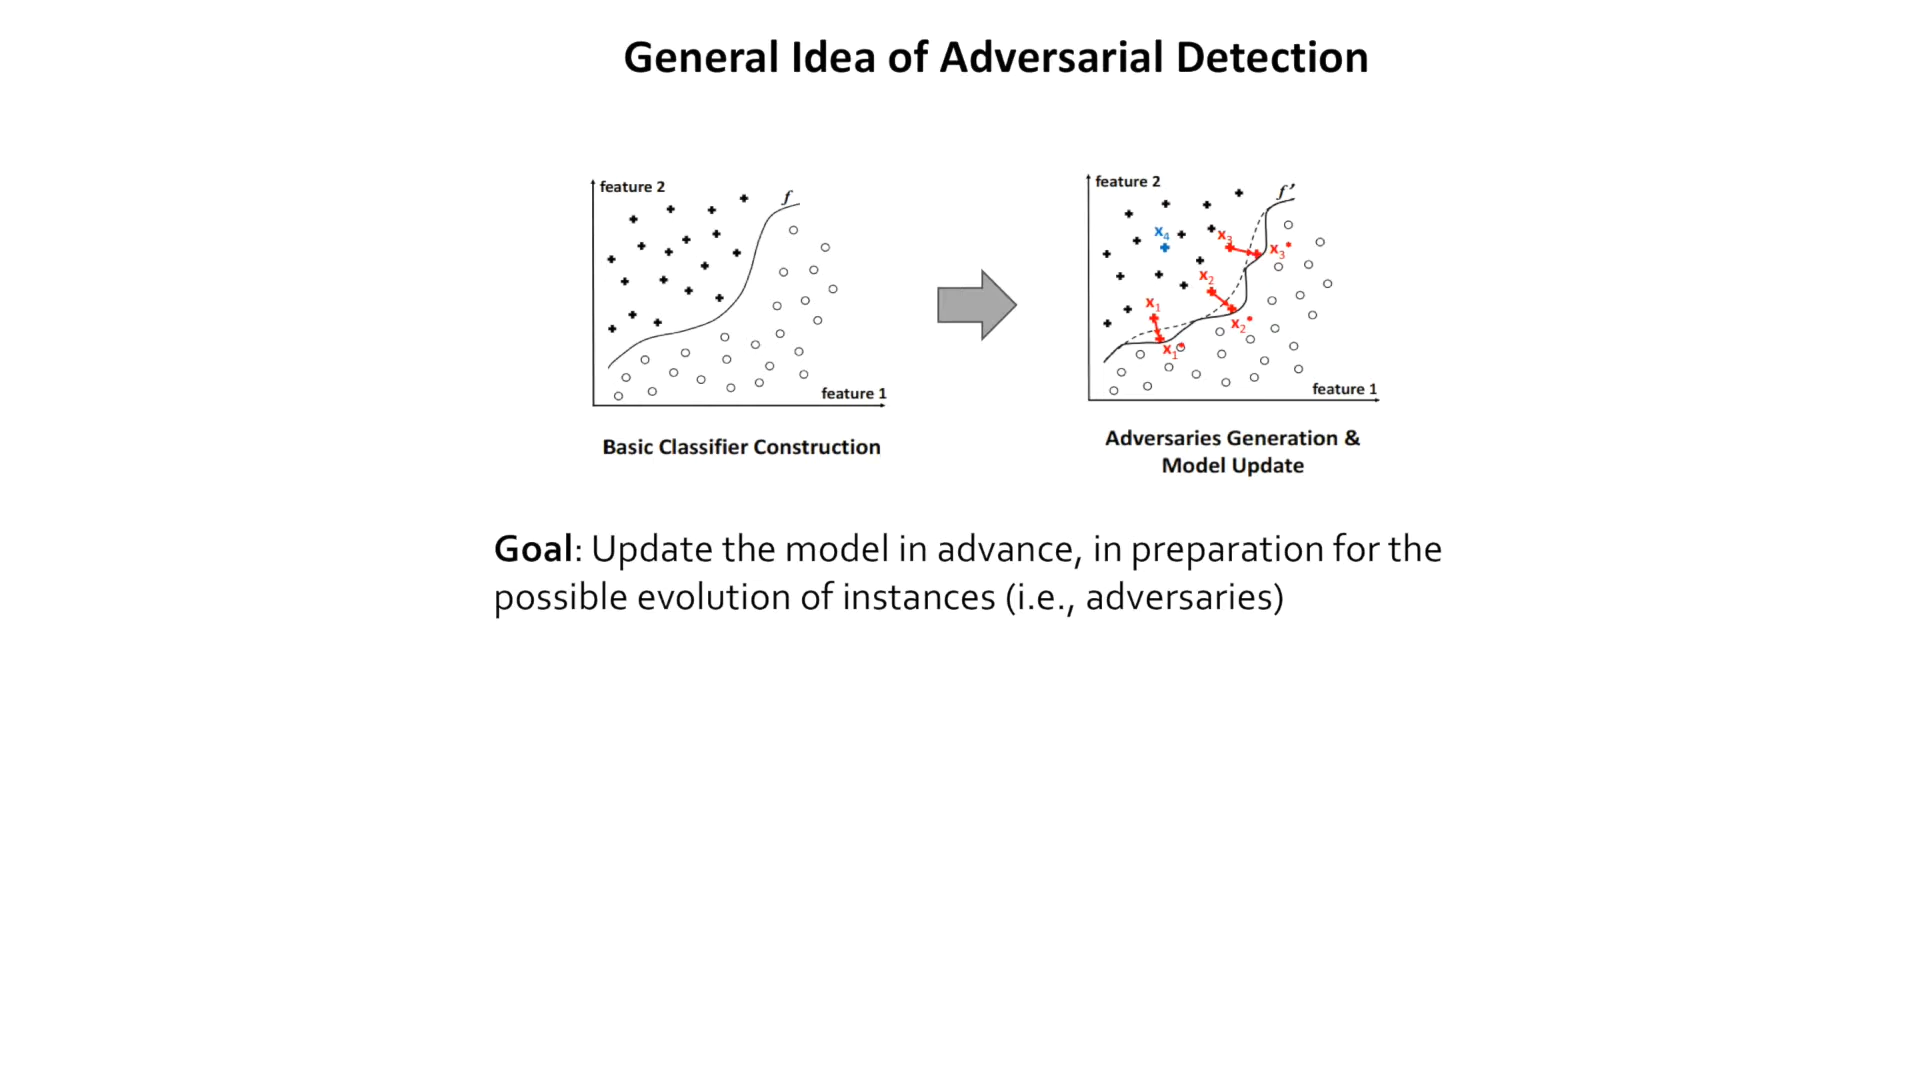 General Idea of Adversarial Detection
feature 2
f
feature 1
Basic Classifier Construction
feature 2
f'
x4
x3
x3*
x2
x1
x2*
x1*
feature 1
Adversaries Generation &
Model Update
Goal: Update the model in advance, in preparation for the
possible evolution of instances (i.e., adversaries)